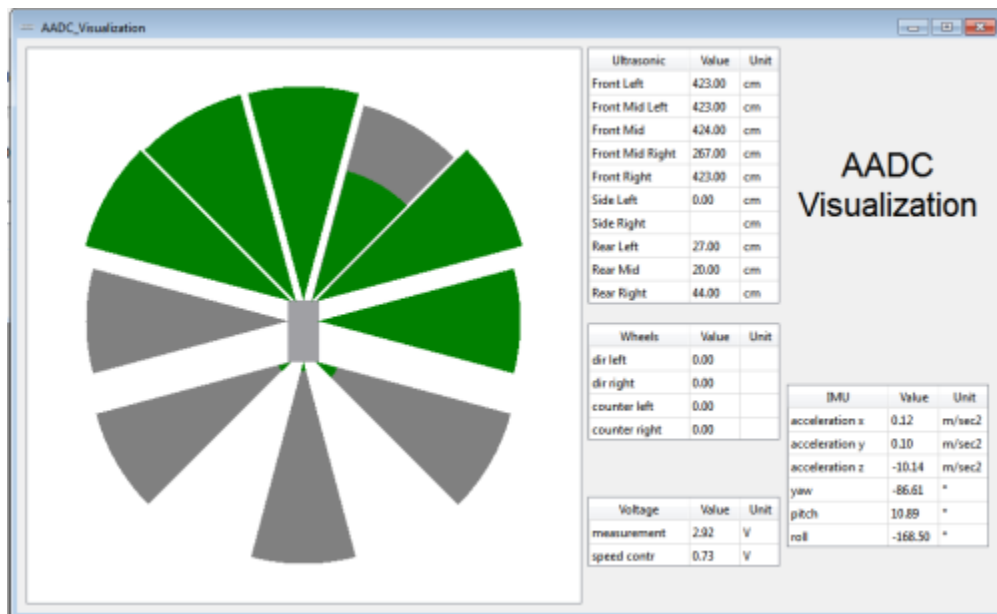 AADC_Visualization
Ultrasonic Value Unit
Front Left 423.00 cm
Front Mid Left 423.00 cm
Front Mid 424.00 cm
Front Mid Right 267.00 cm
Front Right 423.00 cm
Side Left 0.00 cm
Side Right cm
Rear Left 27.00 cm
Rear Mid 20.00 cm
Rear Right 44.00 cm
AADC
Visualization
Wheels Value Unit
dir left 0.00
dir right 0.00
counter left 0.00
counter right 0.00
IMU Value Unit
acceleration x 0.12 m/sec2
acceleration y 0.10 m/sec2
acceleration z -10.14 m/sec2
yaw -86.61 °
pitch 10.89 °
roll -168.50 °
Voltage Value Unit
measurement 2.92 V
speed contr 0.73 V